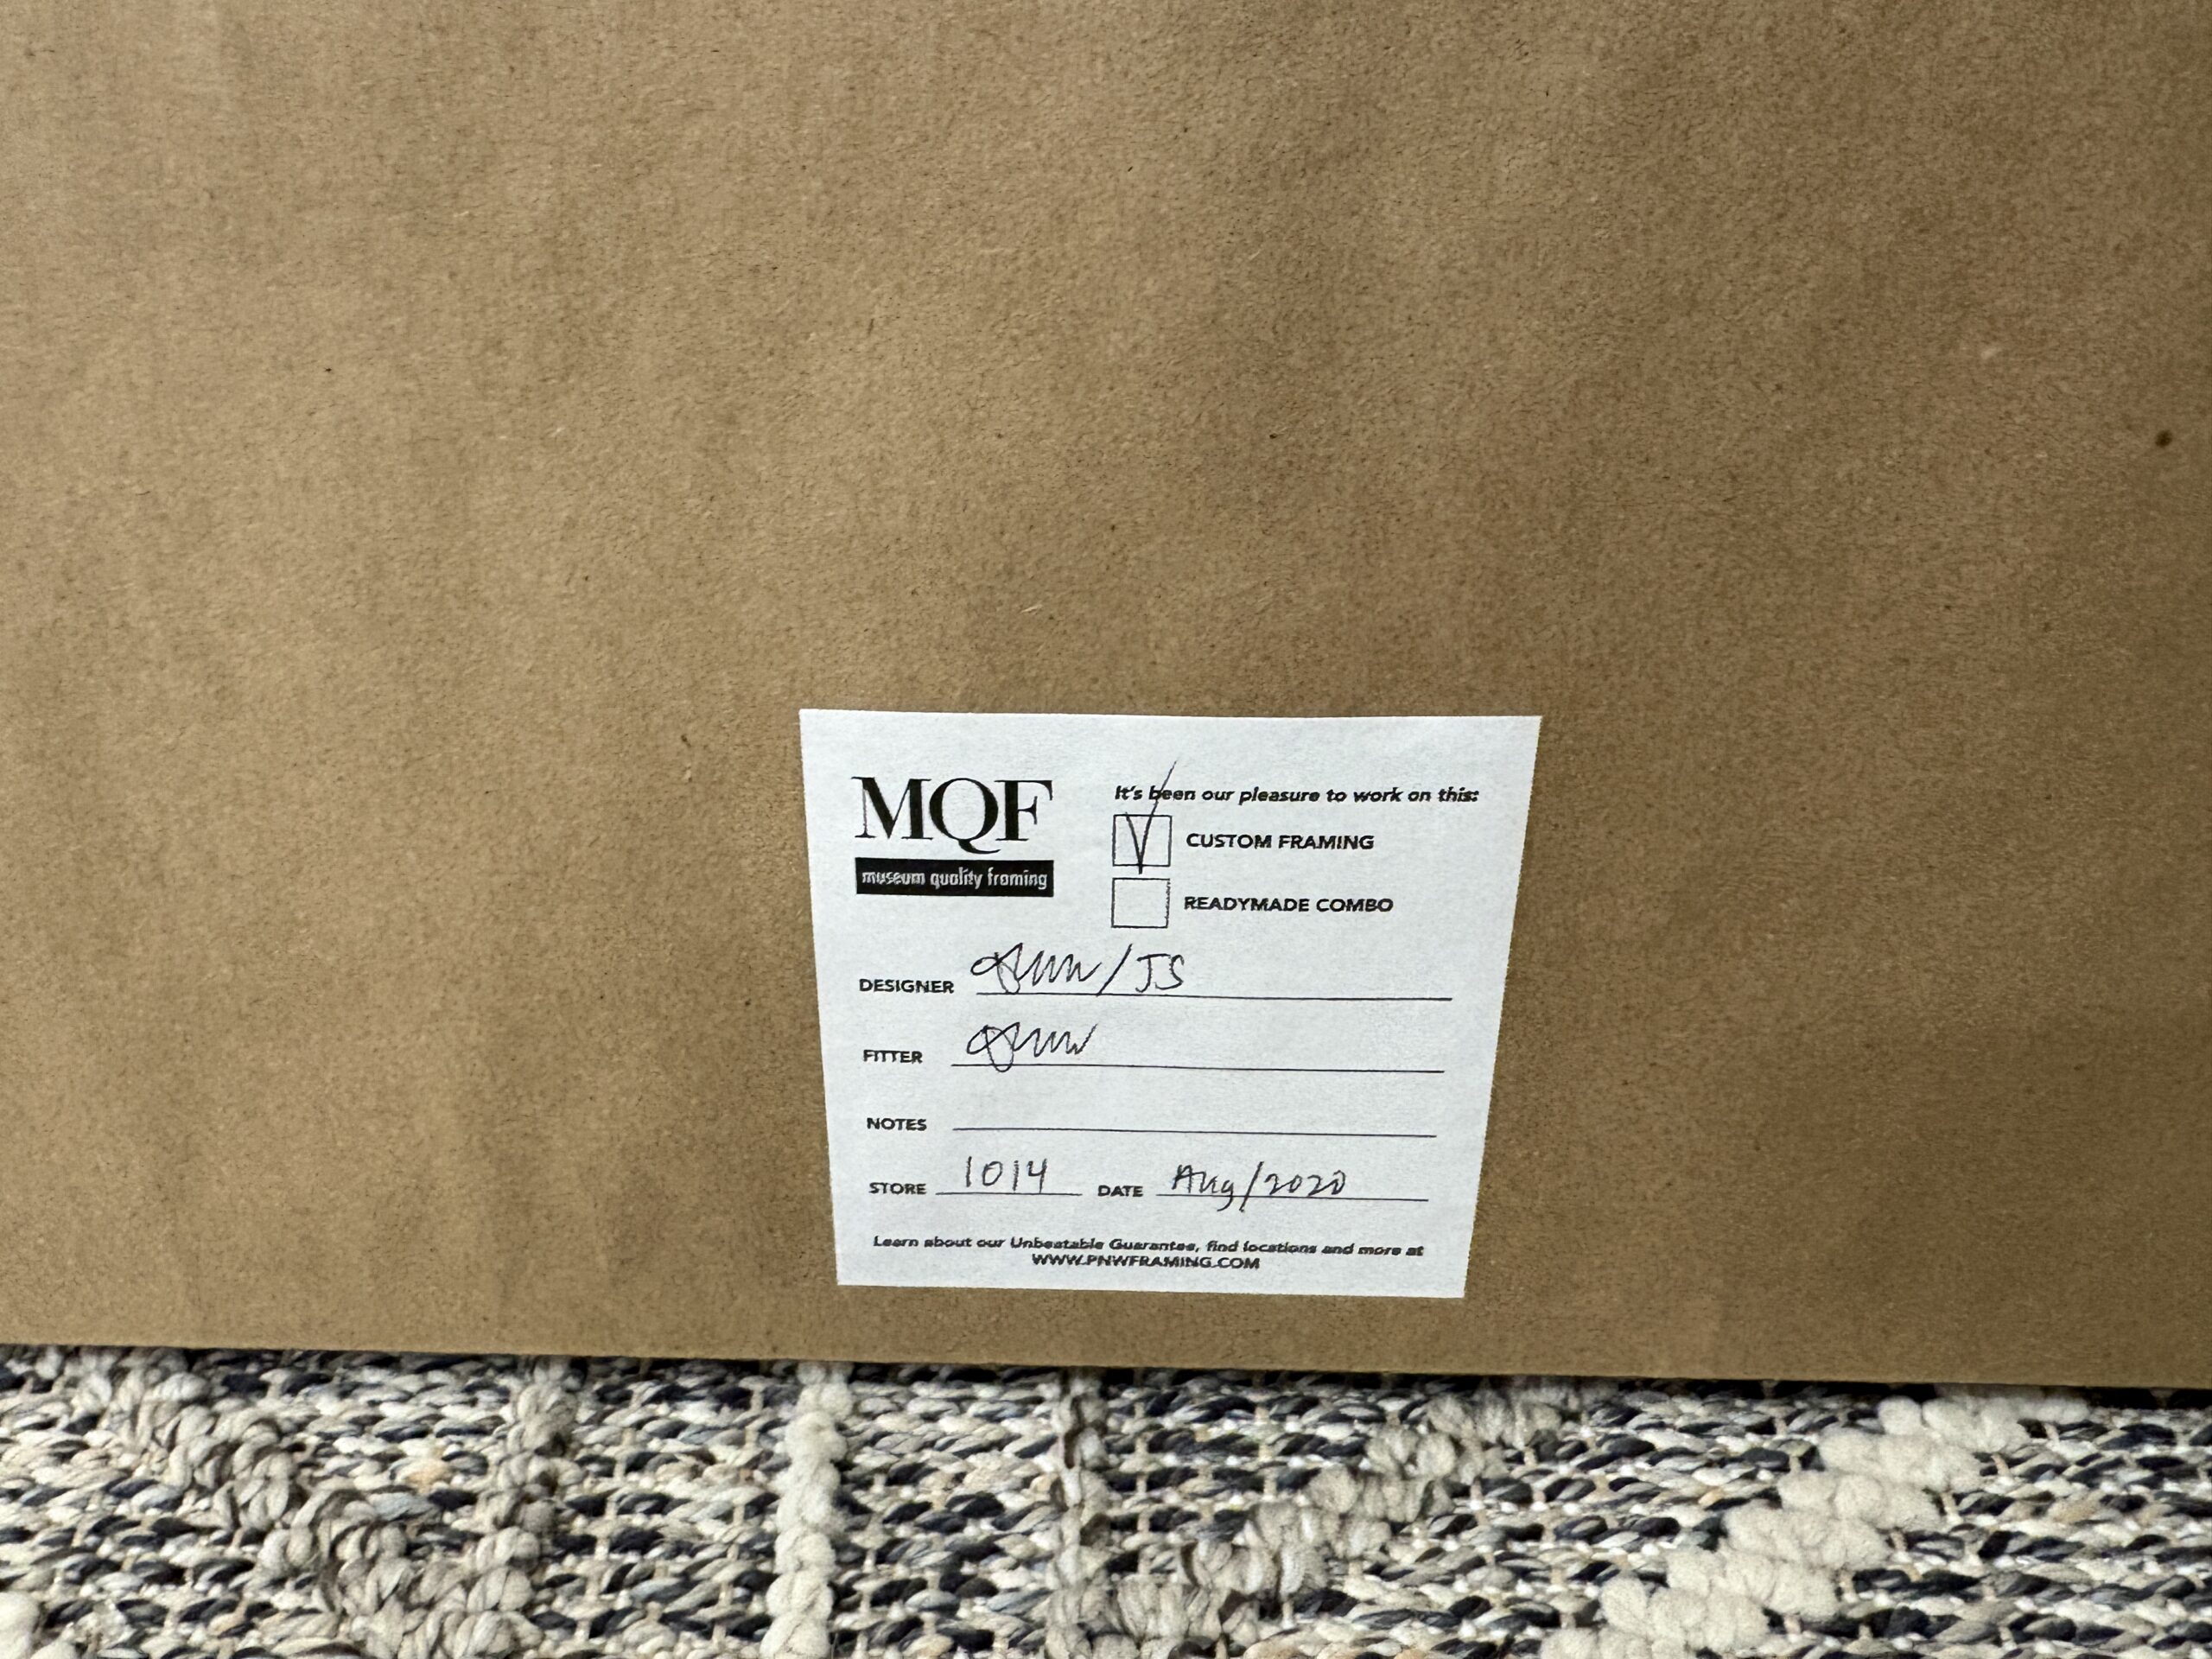 MQF
museum quality framing
It's been our pleasure to work on this:
CUSTOM FRAMING
READYMADE COMBO
DESIGNER / JS
FITTER
NOTES
STORE 1014 DATE Aug/2020
Learn about our Unbeatable Guarantee, find locations and more at
WWW.PNWFRAMING.COM